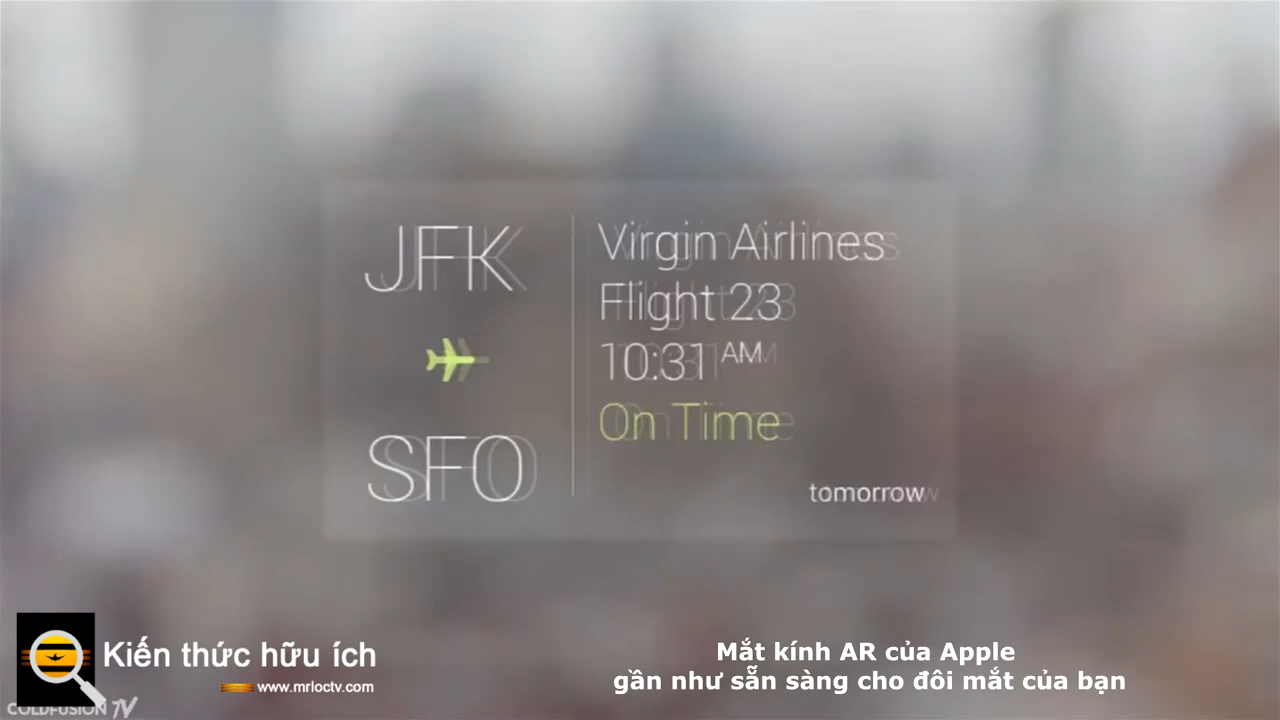 JFK
SFO
Virgin Airlines
Flight 23
10:31 AM
On Time
tomorrow
Kiến thức hữu ích
www.mrloctv.com
COLDFUSION TV
Mắt kính AR của Apple
gần như sẵn sàng cho đôi mắt của bạn